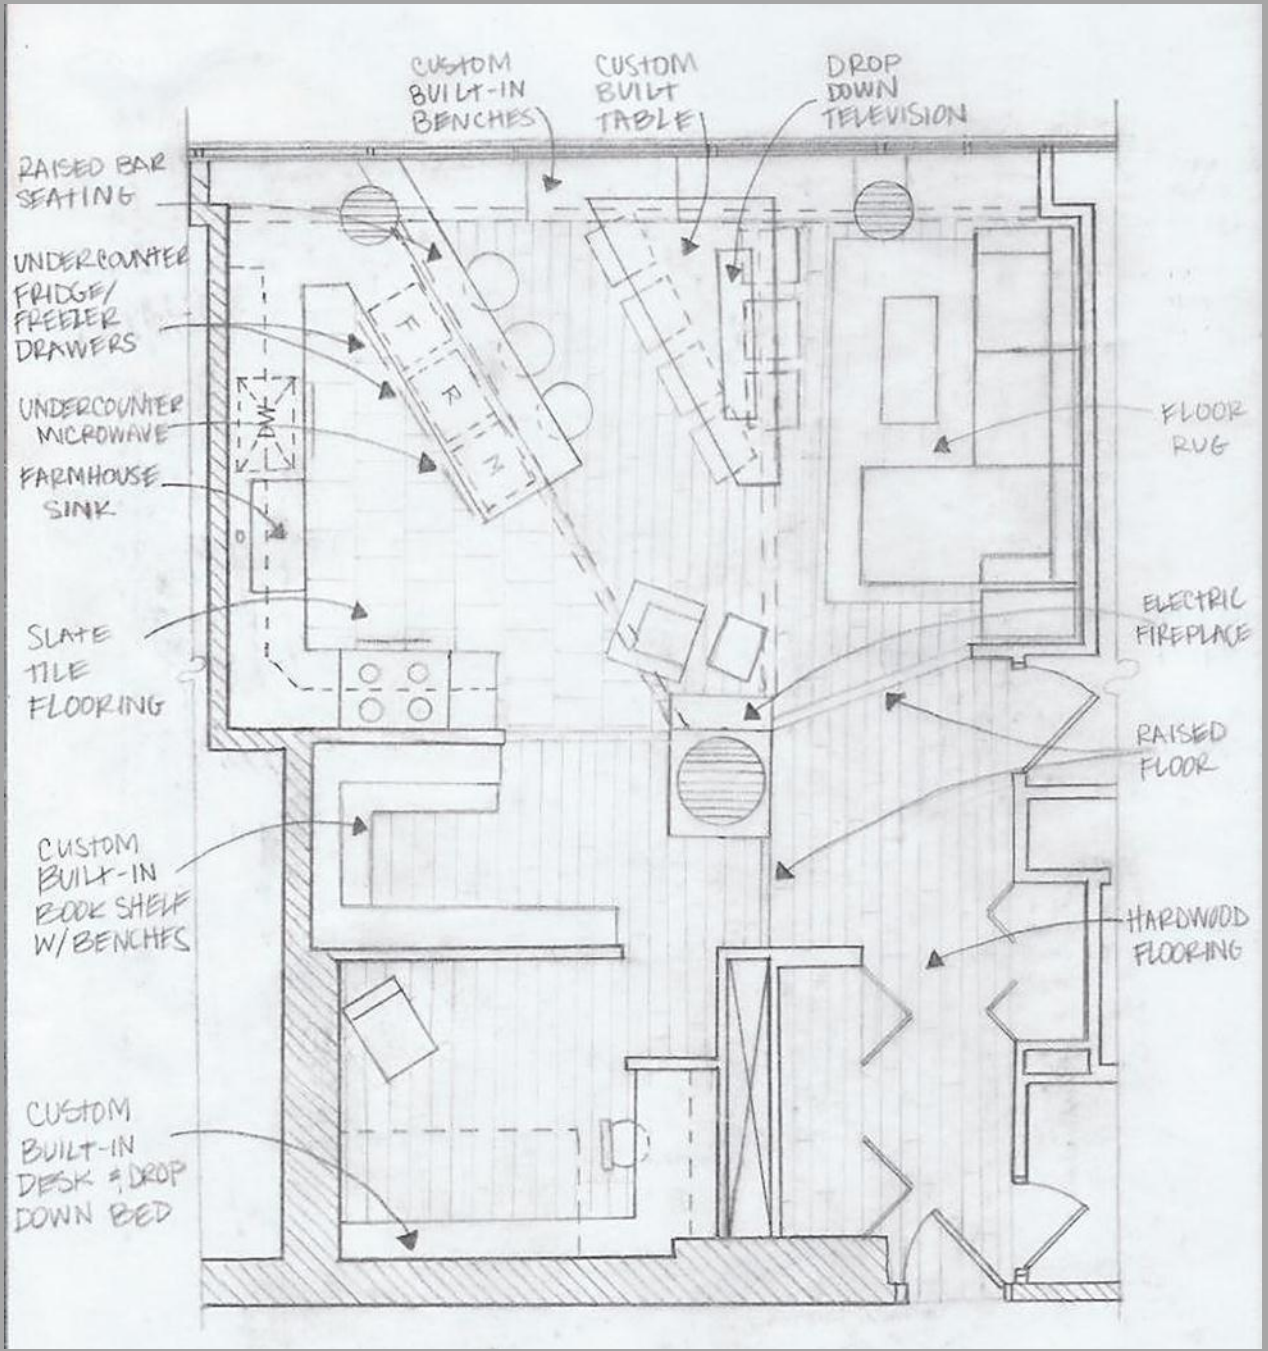 CUSTOM
BUILT-IN
BENCHES
CUSTOM
BUILT
TABLE
DROP
DOWN
TELEVISION
RAISED BAR
SEATING
UNDERCOUNTER
FRIDGE/
FREEZER
DRAWERS
UNDERCOUNTER
MICROWAVE
FARMHOUSE
SINK
SLATE
TILE
FLOORING
CUSTOM
BUILT-IN
BOOK SHELF
W/BENCHES
CUSTOM
BUILT-IN
DESK & DROP
DOWN BED
F
R
M
DW
FLOOR
RUG
ELECTRIC
FIREPLACE
RAISED
FLOOR
HARDWOOD
FLOORING